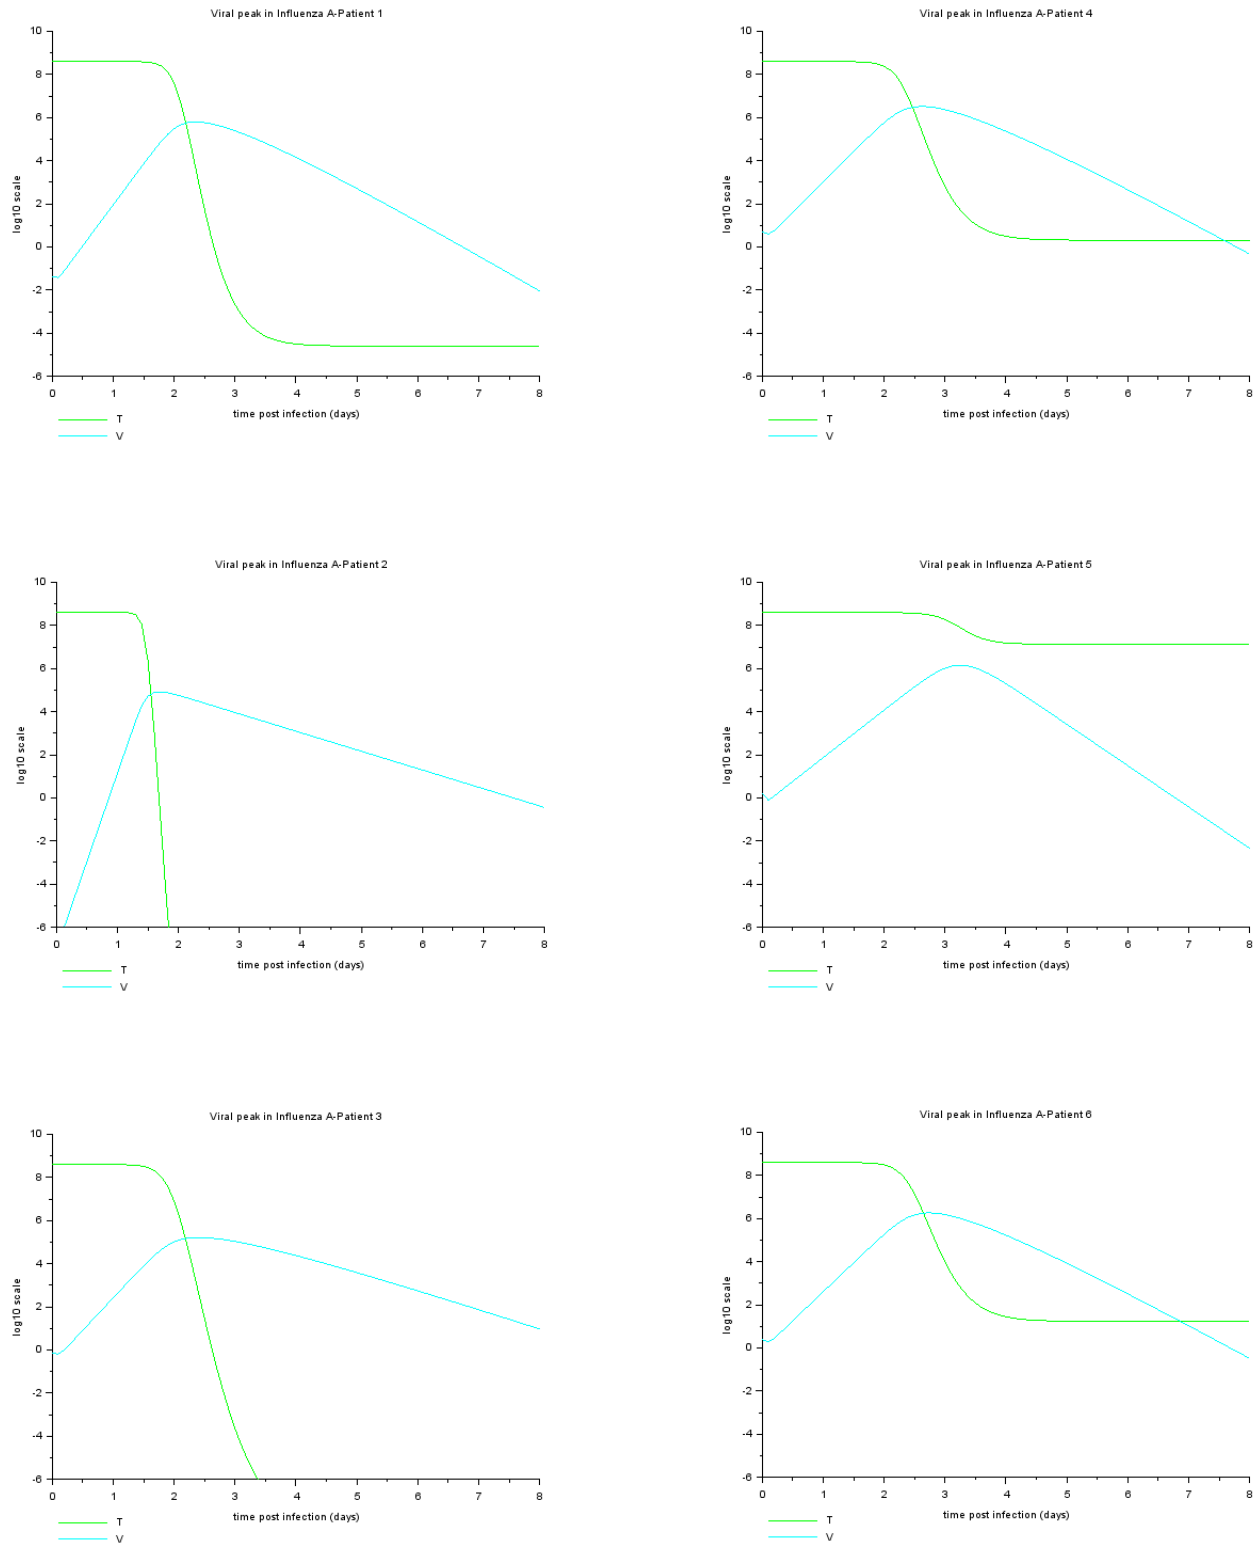 Viral peak in Influenza A-Patient 1
10
8
6
4
2
0
-2
-4
-6
log10 scale
0 1 2 3 4 5 6 7 8
time post infection (days)
T
V
Viral peak in Influenza A-Patient 4
10
8
6
4
2
0
-2
-4
-6
log10 scale
0 1 2 3 4 5 6 7 8
time post infection (days)
T
V
Viral peak in Influenza A-Patient 2
10
8
6
4
2
0
-2
-4
-6
log10 scale
0 1 2 3 4 5 6 7 8
time post infection (days)
T
V
Viral peak in Influenza A-Patient 5
10
8
6
4
2
0
-2
-4
-6
log10 scale
0 1 2 3 4 5 6 7 8
time post infection (days)
T
V
Viral peak in Influenza A-Patient 3
10
8
6
4
2
0
-2
-4
-6
log10 scale
0 1 2 3 4 5 6 7 8
time post infection (days)
T
V
Viral peak in Influenza A-Patient 6
10
8
6
4
2
0
-2
-4
-6
log10 scale
0 1 2 3 4 5 6 7 8
time post infection (days)
T
V